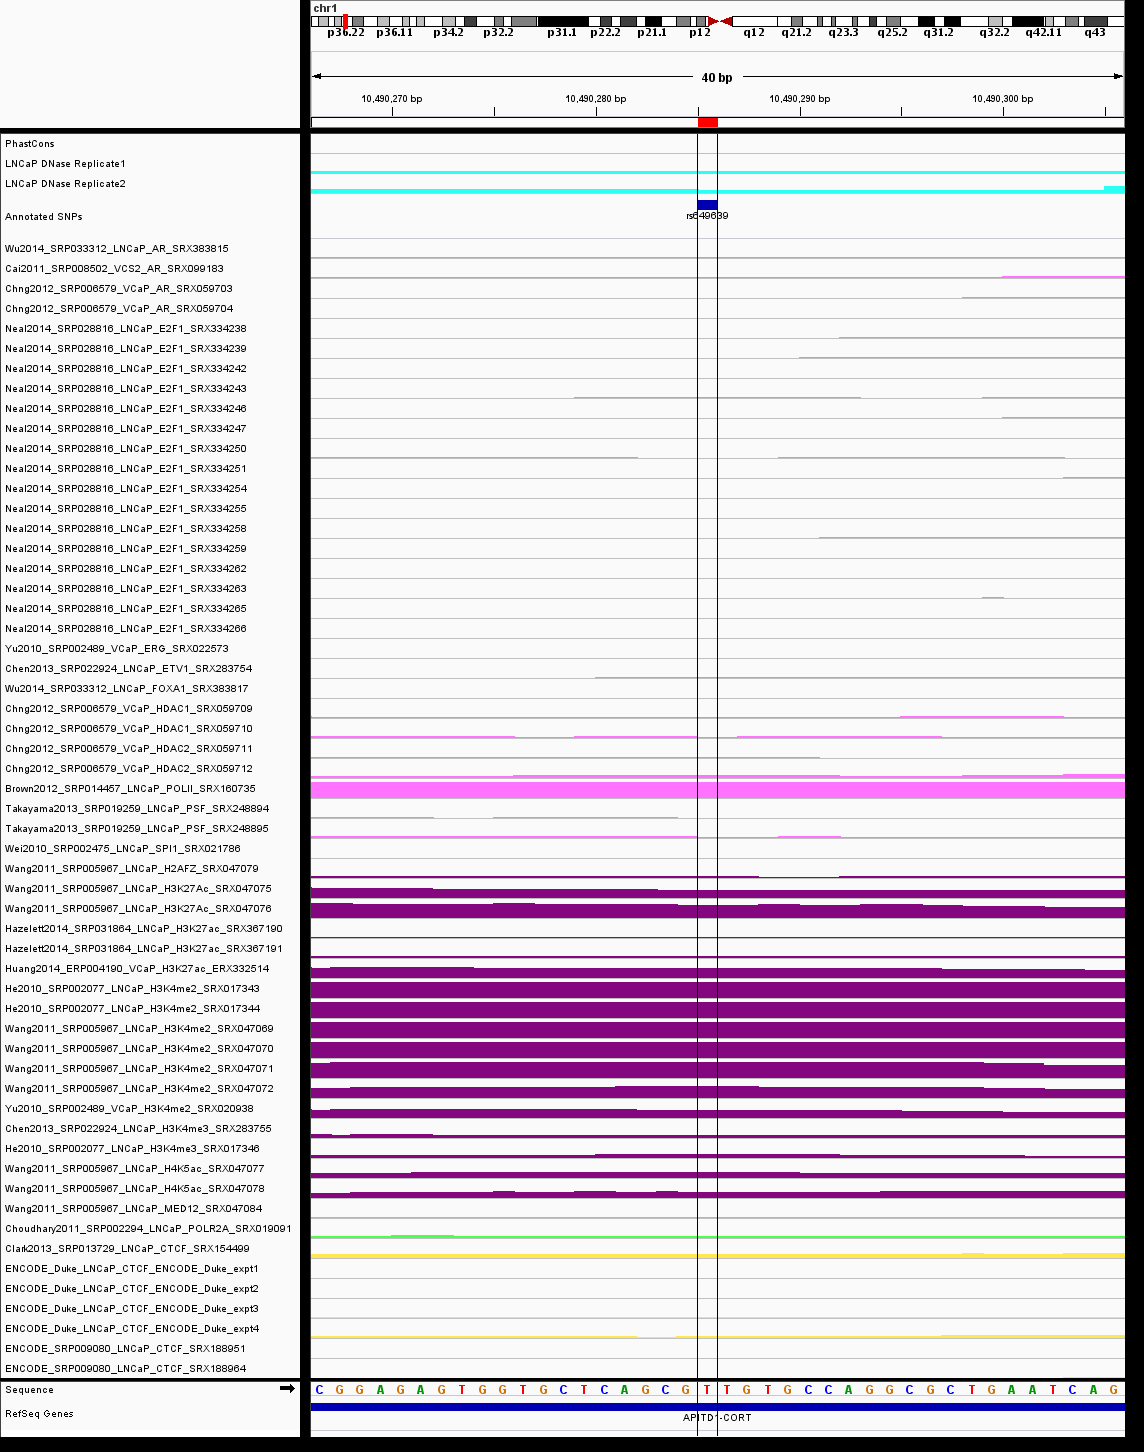 chr1
p36.22 p36.11 p34.2 p32.2 p31.1 p22.2 p21.1 p12 q12 q21.2 q23.3 q25.2 q31.2 q32.2 q42.11 q43
40 bp
10,490,270 bp 10,490,280 bp 10,490,290 bp 10,490,300 bp
PhastCons
LNCaP DNase Replicate1
LNCaP DNase Replicate2
Annotated SNPs rs649639
Wu2014_SRP033312_LNCaP_AR_SRX383815
Cai2011_SRP008502_VCS2_AR_SRX099183
Chng2012_SRP006579_VCaP_AR_SRX059703
Chng2012_SRP006579_VCaP_AR_SRX059704
Neal2014_SRP028816_LNCaP_E2F1_SRX334238
Neal2014_SRP028816_LNCaP_E2F1_SRX334239
Neal2014_SRP028816_LNCaP_E2F1_SRX334242
Neal2014_SRP028816_LNCaP_E2F1_SRX334243
Neal2014_SRP028816_LNCaP_E2F1_SRX334246
Neal2014_SRP028816_LNCaP_E2F1_SRX334247
Neal2014_SRP028816_LNCaP_E2F1_SRX334250
Neal2014_SRP028816_LNCaP_E2F1_SRX334251
Neal2014_SRP028816_LNCaP_E2F1_SRX334254
Neal2014_SRP028816_LNCaP_E2F1_SRX334255
Neal2014_SRP028816_LNCaP_E2F1_SRX334258
Neal2014_SRP028816_LNCaP_E2F1_SRX334259
Neal2014_SRP028816_LNCaP_E2F1_SRX334262
Neal2014_SRP028816_LNCaP_E2F1_SRX334263
Neal2014_SRP028816_LNCaP_E2F1_SRX334265
Neal2014_SRP028816_LNCaP_E2F1_SRX334266
Yu2010_SRP002489_VCaP_ERG_SRX022573
Chen2013_SRP022924_LNCaP_ETV1_SRX283754
Wu2014_SRP033312_LNCaP_FOXA1_SRX383817
Chng2012_SRP006579_VCaP_HDAC1_SRX059709
Chng2012_SRP006579_VCaP_HDAC1_SRX059710
Chng2012_SRP006579_VCaP_HDAC2_SRX059711
Chng2012_SRP006579_VCaP_HDAC2_SRX059712
Brown2012_SRP014457_LNCaP_POLII_SRX160735
Takayama2013_SRP019259_LNCaP_PSF_SRX248894
Takayama2013_SRP019259_LNCaP_PSF_SRX248895
Wei2010_SRP002475_LNCaP_SPI1_SRX021786
Wang2011_SRP005967_LNCaP_H2AFZ_SRX047079
Wang2011_SRP005967_LNCaP_H3K27Ac_SRX047075
Wang2011_SRP005967_LNCaP_H3K27Ac_SRX047076
Hazelett2014_SRP031864_LNCaP_H3K27ac_SRX367190
Hazelett2014_SRP031864_LNCaP_H3K27ac_SRX367191
Huang2014_ERP004190_VCaP_H3K27ac_ERX332514
He2010_SRP002077_LNCaP_H3K4me2_SRX017343
He2010_SRP002077_LNCaP_H3K4me2_SRX017344
Wang2011_SRP005967_LNCaP_H3K4me2_SRX047069
Wang2011_SRP005967_LNCaP_H3K4me2_SRX047070
Wang2011_SRP005967_LNCaP_H3K4me2_SRX047071
Wang2011_SRP005967_LNCaP_H3K4me2_SRX047072
Yu2010_SRP002489_VCaP_H3K4me2_SRX020938
Chen2013_SRP022924_LNCaP_H3K4me3_SRX283755
He2010_SRP002077_LNCaP_H3K4me3_SRX017346
Wang2011_SRP005967_LNCaP_H4K5ac_SRX047077
Wang2011_SRP005967_LNCaP_H4K5ac_SRX047078
Wang2011_SRP005967_LNCaP_MED12_SRX047084
Choudhary2011_SRP002294_LNCaP_POLR2A_SRX019091
Clark2013_SRP013729_LNCaP_CTCF_SRX154499
ENCODE_Duke_LNCaP_CTCF_ENCODE_Duke_expt1
ENCODE_Duke_LNCaP_CTCF_ENCODE_Duke_expt2
ENCODE_Duke_LNCaP_CTCF_ENCODE_Duke_expt3
ENCODE_Duke_LNCaP_CTCF_ENCODE_Duke_expt4
ENCODE_SRP009080_LNCaP_CTCF_SRX188951
ENCODE_SRP009080_LNCaP_CTCF_SRX188964
Sequence C G G A G A G T G G T G C T C A G C G T T G T G C C A G G C G C T G A A T C A G
RefSeq Genes APITD1-CORT